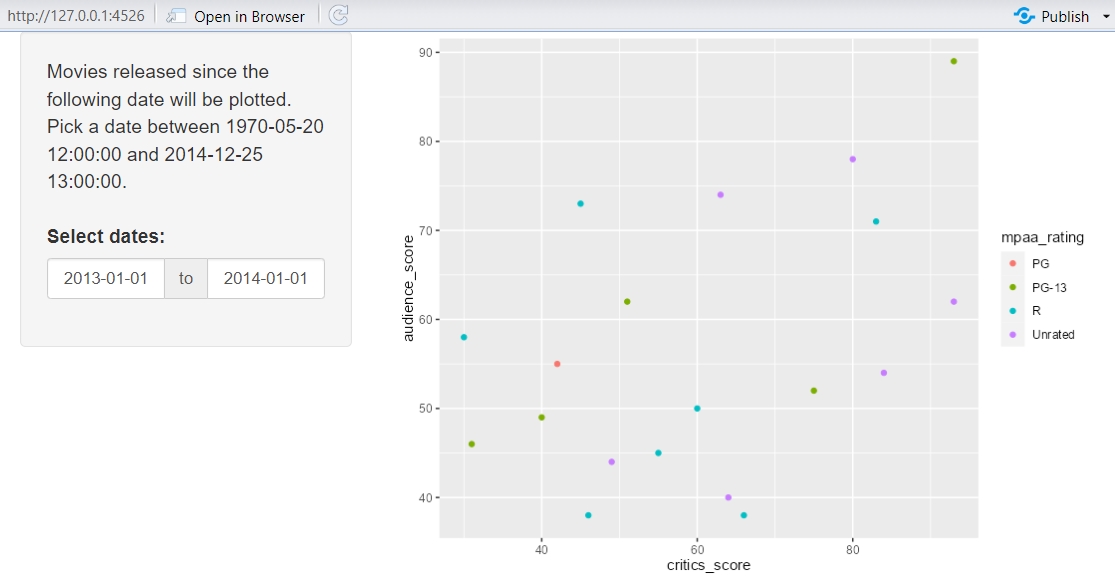 http://127.0.0.1:4526 Open in Browser Publish
Movies released since the
following date will be plotted.
Pick a date between 1970-05-20
12:00:00 and 2014-12-25
13:00:00.
Select dates:
2013-01-01 to 2014-01-01
audience_score
90
80
70
60
50
40
40 60 80
critics_score
mpaa_rating
PG
PG-13
R
Unrated